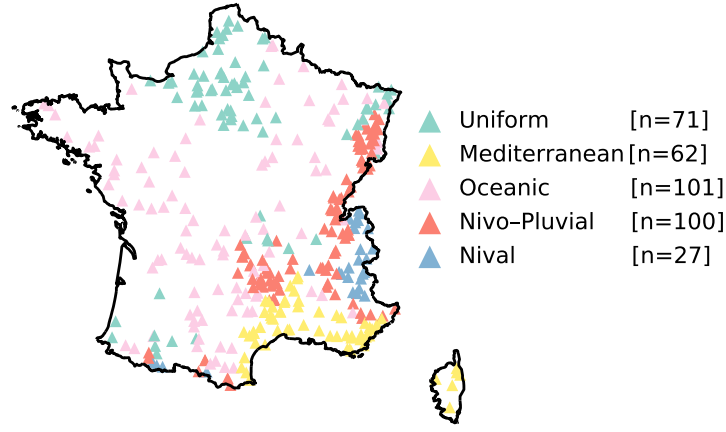 Uniform [n=71]
Mediterranean [n=62]
Oceanic [n=101]
Nivo–Pluvial [n=100]
Nival [n=27]